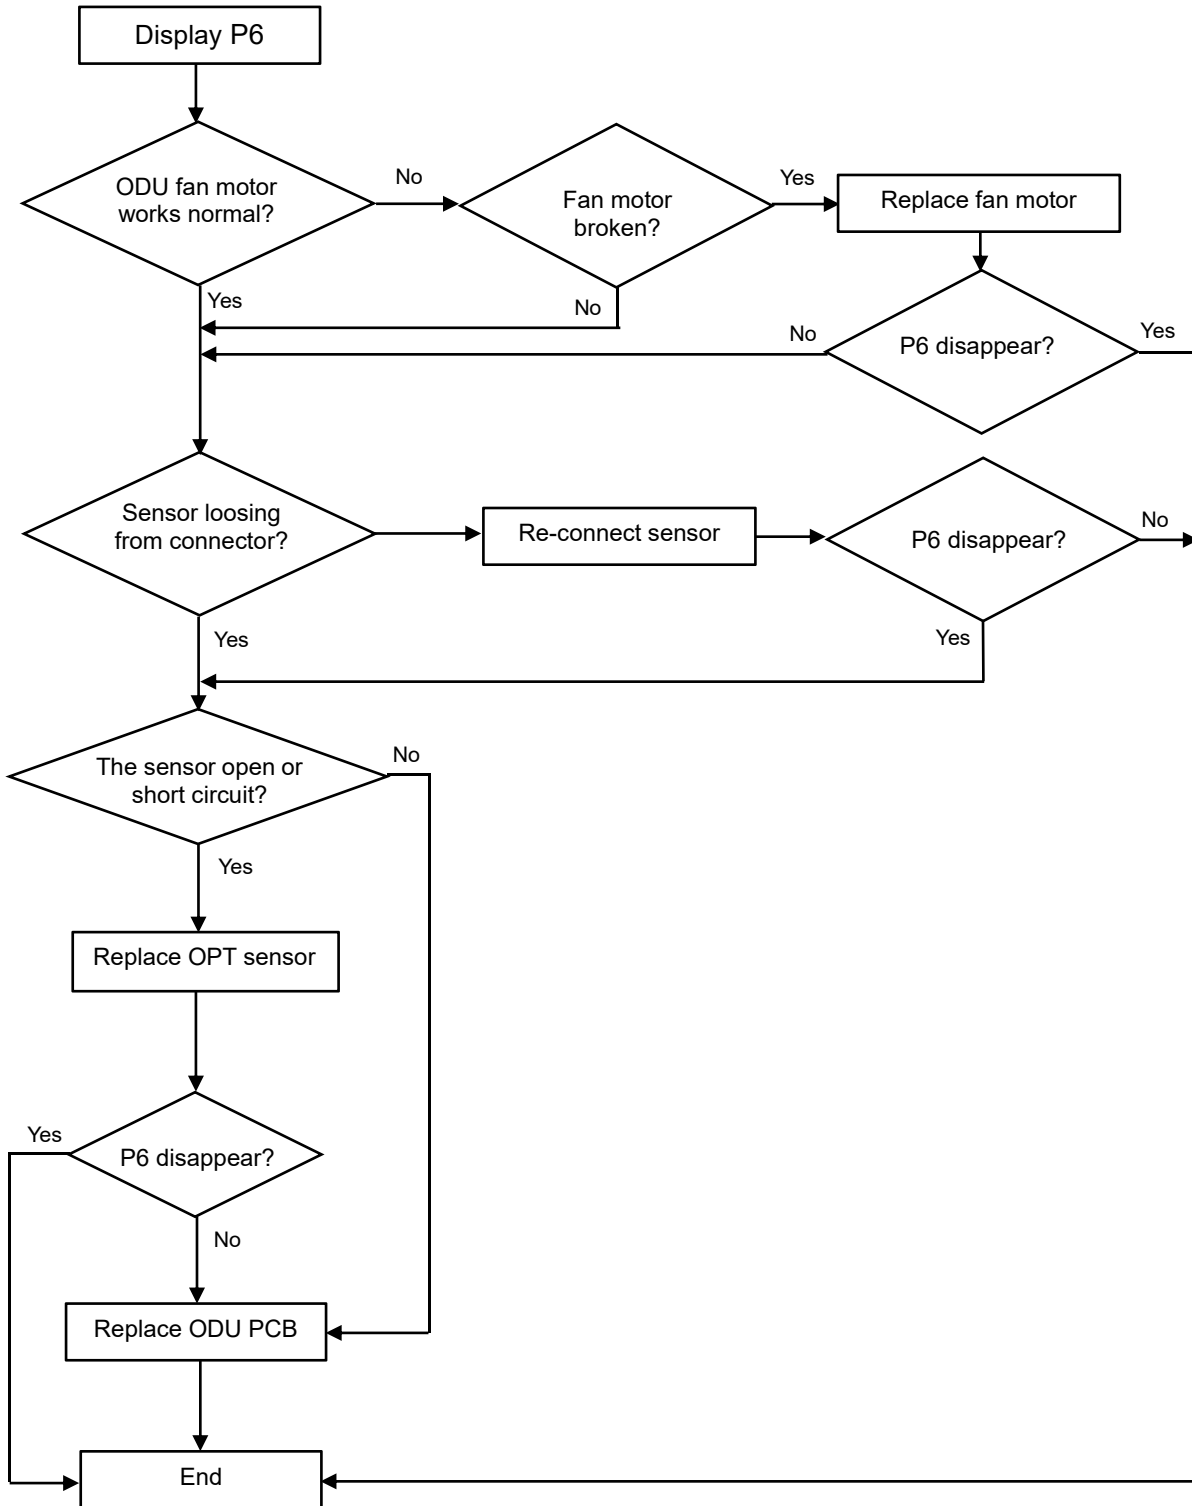 Display P6
ODU fan motor
works normal?
No
Fan motor
broken?
Yes
Replace fan motor
Yes
No
No
P6 disappear?
Yes
Sensor loosing
from connector?
Re-connect sensor
P6 disappear?
No
Yes
Yes
The sensor open or
short circuit?
No
Yes
Replace OPT sensor
Yes
P6 disappear?
No
Replace ODU PCB
End